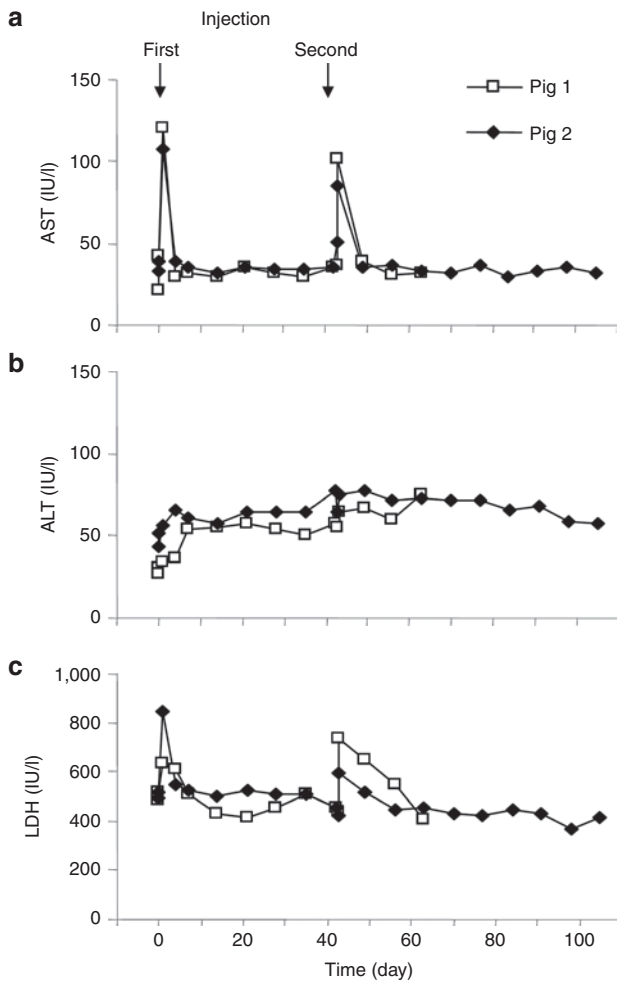 a
Injection
First Second
150
100
50
0
AST (IU/l)
Pig 1
Pig 2
b
150
100
50
0
ALT (IU/l)
c
1,000
800
600
400
200
0
LDH (IU/l)
0 20 40 60 80 100
Time (day)